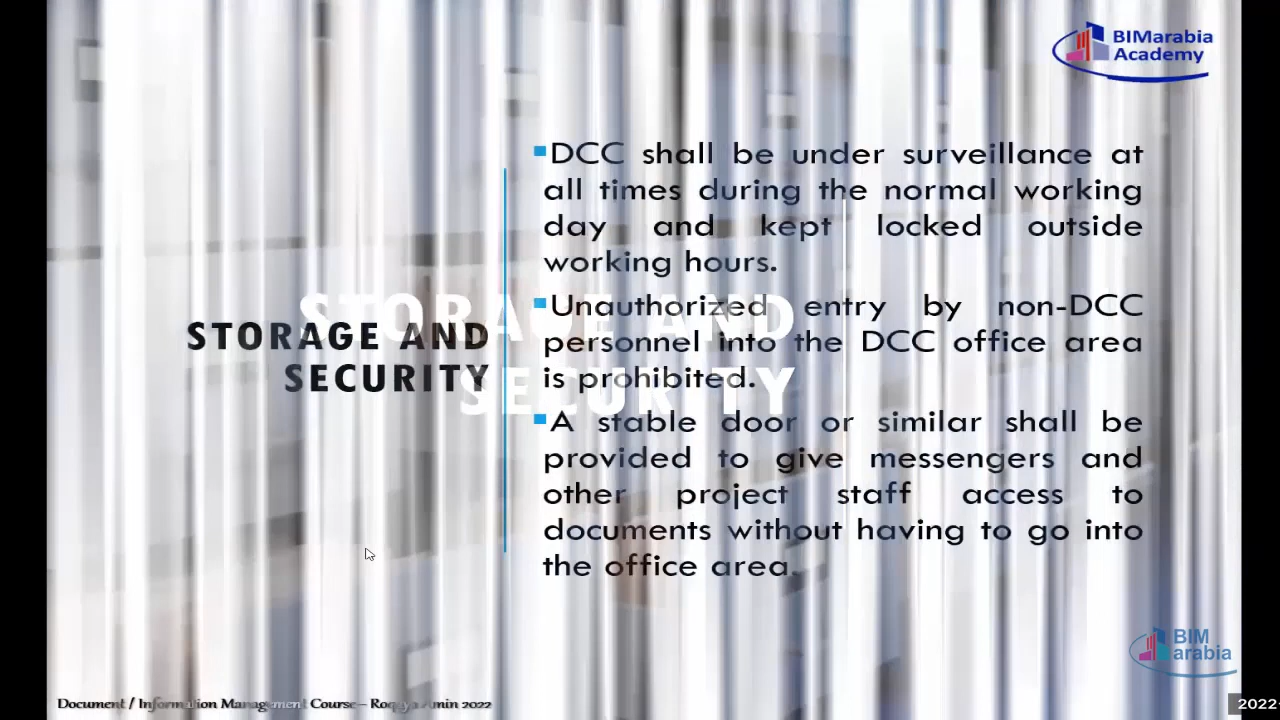 BIMarabia
Academy
DCC shall be under surveillance at
all times during the normal working
day and kept locked outside
working hours.
STORAGE AND
SECURITY
STORAGE AND
SECURITY
Unauthorized entry by non-DCC
personnel into the DCC office area
is prohibited.
A stable door or similar shall be
provided to give messengers and
other project staff access to
documents without having to go into
the office area.
BIM
arabia
Document / Information Management Course – Roqaya Amin 2022
2022